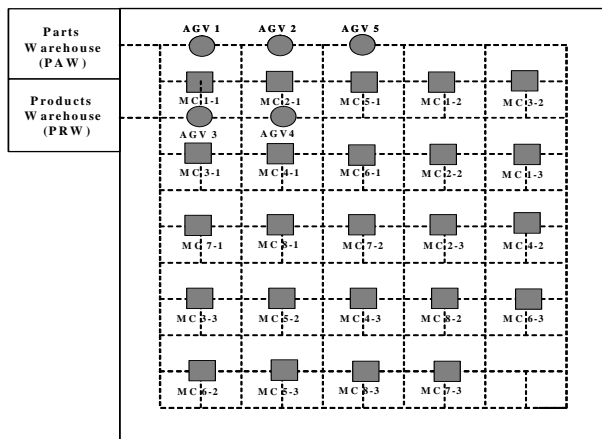 Parts
Warehouse
(PAW)
Products
Warehouse
(PRW)
AGV 1 AGV 2 AGV 5
MC 1-1 MC 2-1 MC 5-1 MC 1-2 MC 3-2
AGV 3 AGV 4
MC 3-1 MC 4-1 MC 6-1 MC 2-2 MC 1-3
MC 7-1 MC 8-1 MC 7-2 MC 2-3 MC 4-2
MC 3-3 MC 5-2 MC 4-3 MC 8-2 MC 6-3
MC 6-2 MC 5-3 MC 8-3 MC 7-3